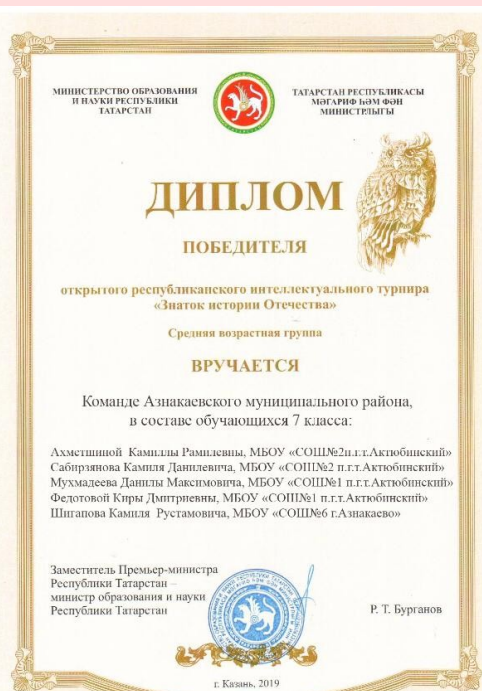 МИНИСТЕРСТВО ОБРАЗОВАНИЯ
И НАУКИ РЕСПУБЛИКИ
ТАТАРСТАН
ТАТАРСТАН РЕСПУБЛИКАСЫ
МӘГАРИФ ҺӘМ ФӘН
МИНИСТРЛЫГЫ
ДИПЛОМ
ПОБЕДИТЕЛЯ
открытого республиканского интеллектуального турнира
«Знаток истории Отечества»
Средняя возрастная группа
ВРУЧАЕТСЯ
Команде Азнакаевского муниципального района,
в составе обучающихся 7 класса:
Ахметшиной Камиллы Рамилевны, МБОУ «СОШ№2п.г.т.Актюбинский»
Сабирзянова Камиля Данилевича, МБОУ «СОШ№2 п.г.т.Актюбинский»
Мухмадеева Данилы Максимовича, МБОУ «СОШ№1 п.г.т.Актюбинский»
Федотовой Киры Дмитриевны, МБОУ «СОШ№1 п.г.т.Актюбинский»
Шигапова Камиля Рустамовича, МБОУ «СОШ№6 г.Азнакаево»
Заместитель Премьер-министра
Республики Татарстан –
министр образования и науки
Республики Татарстан
Р. Т. Бурганов
г. Казань, 2019